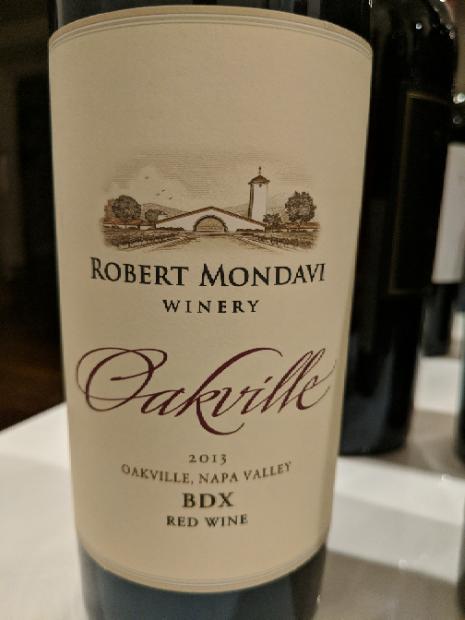 ROBERT MONDAVI
WINERY
Oakville
2013
OAKVILLE, NAPA VALLEY
BDX
RED WINE